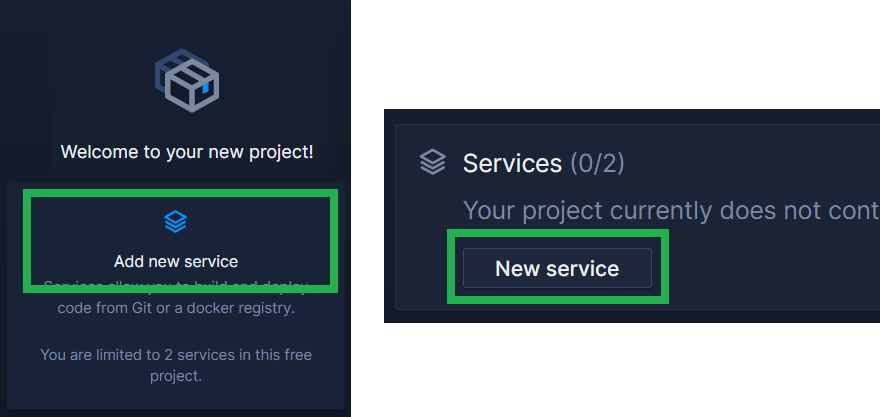 Welcome to your new project!
Add new service
Services allow you to build and deploy
code from Git or a docker registry.
You are limited to 2 services in this free
project.
Services (0/2)
Your project currently does not cont
New service